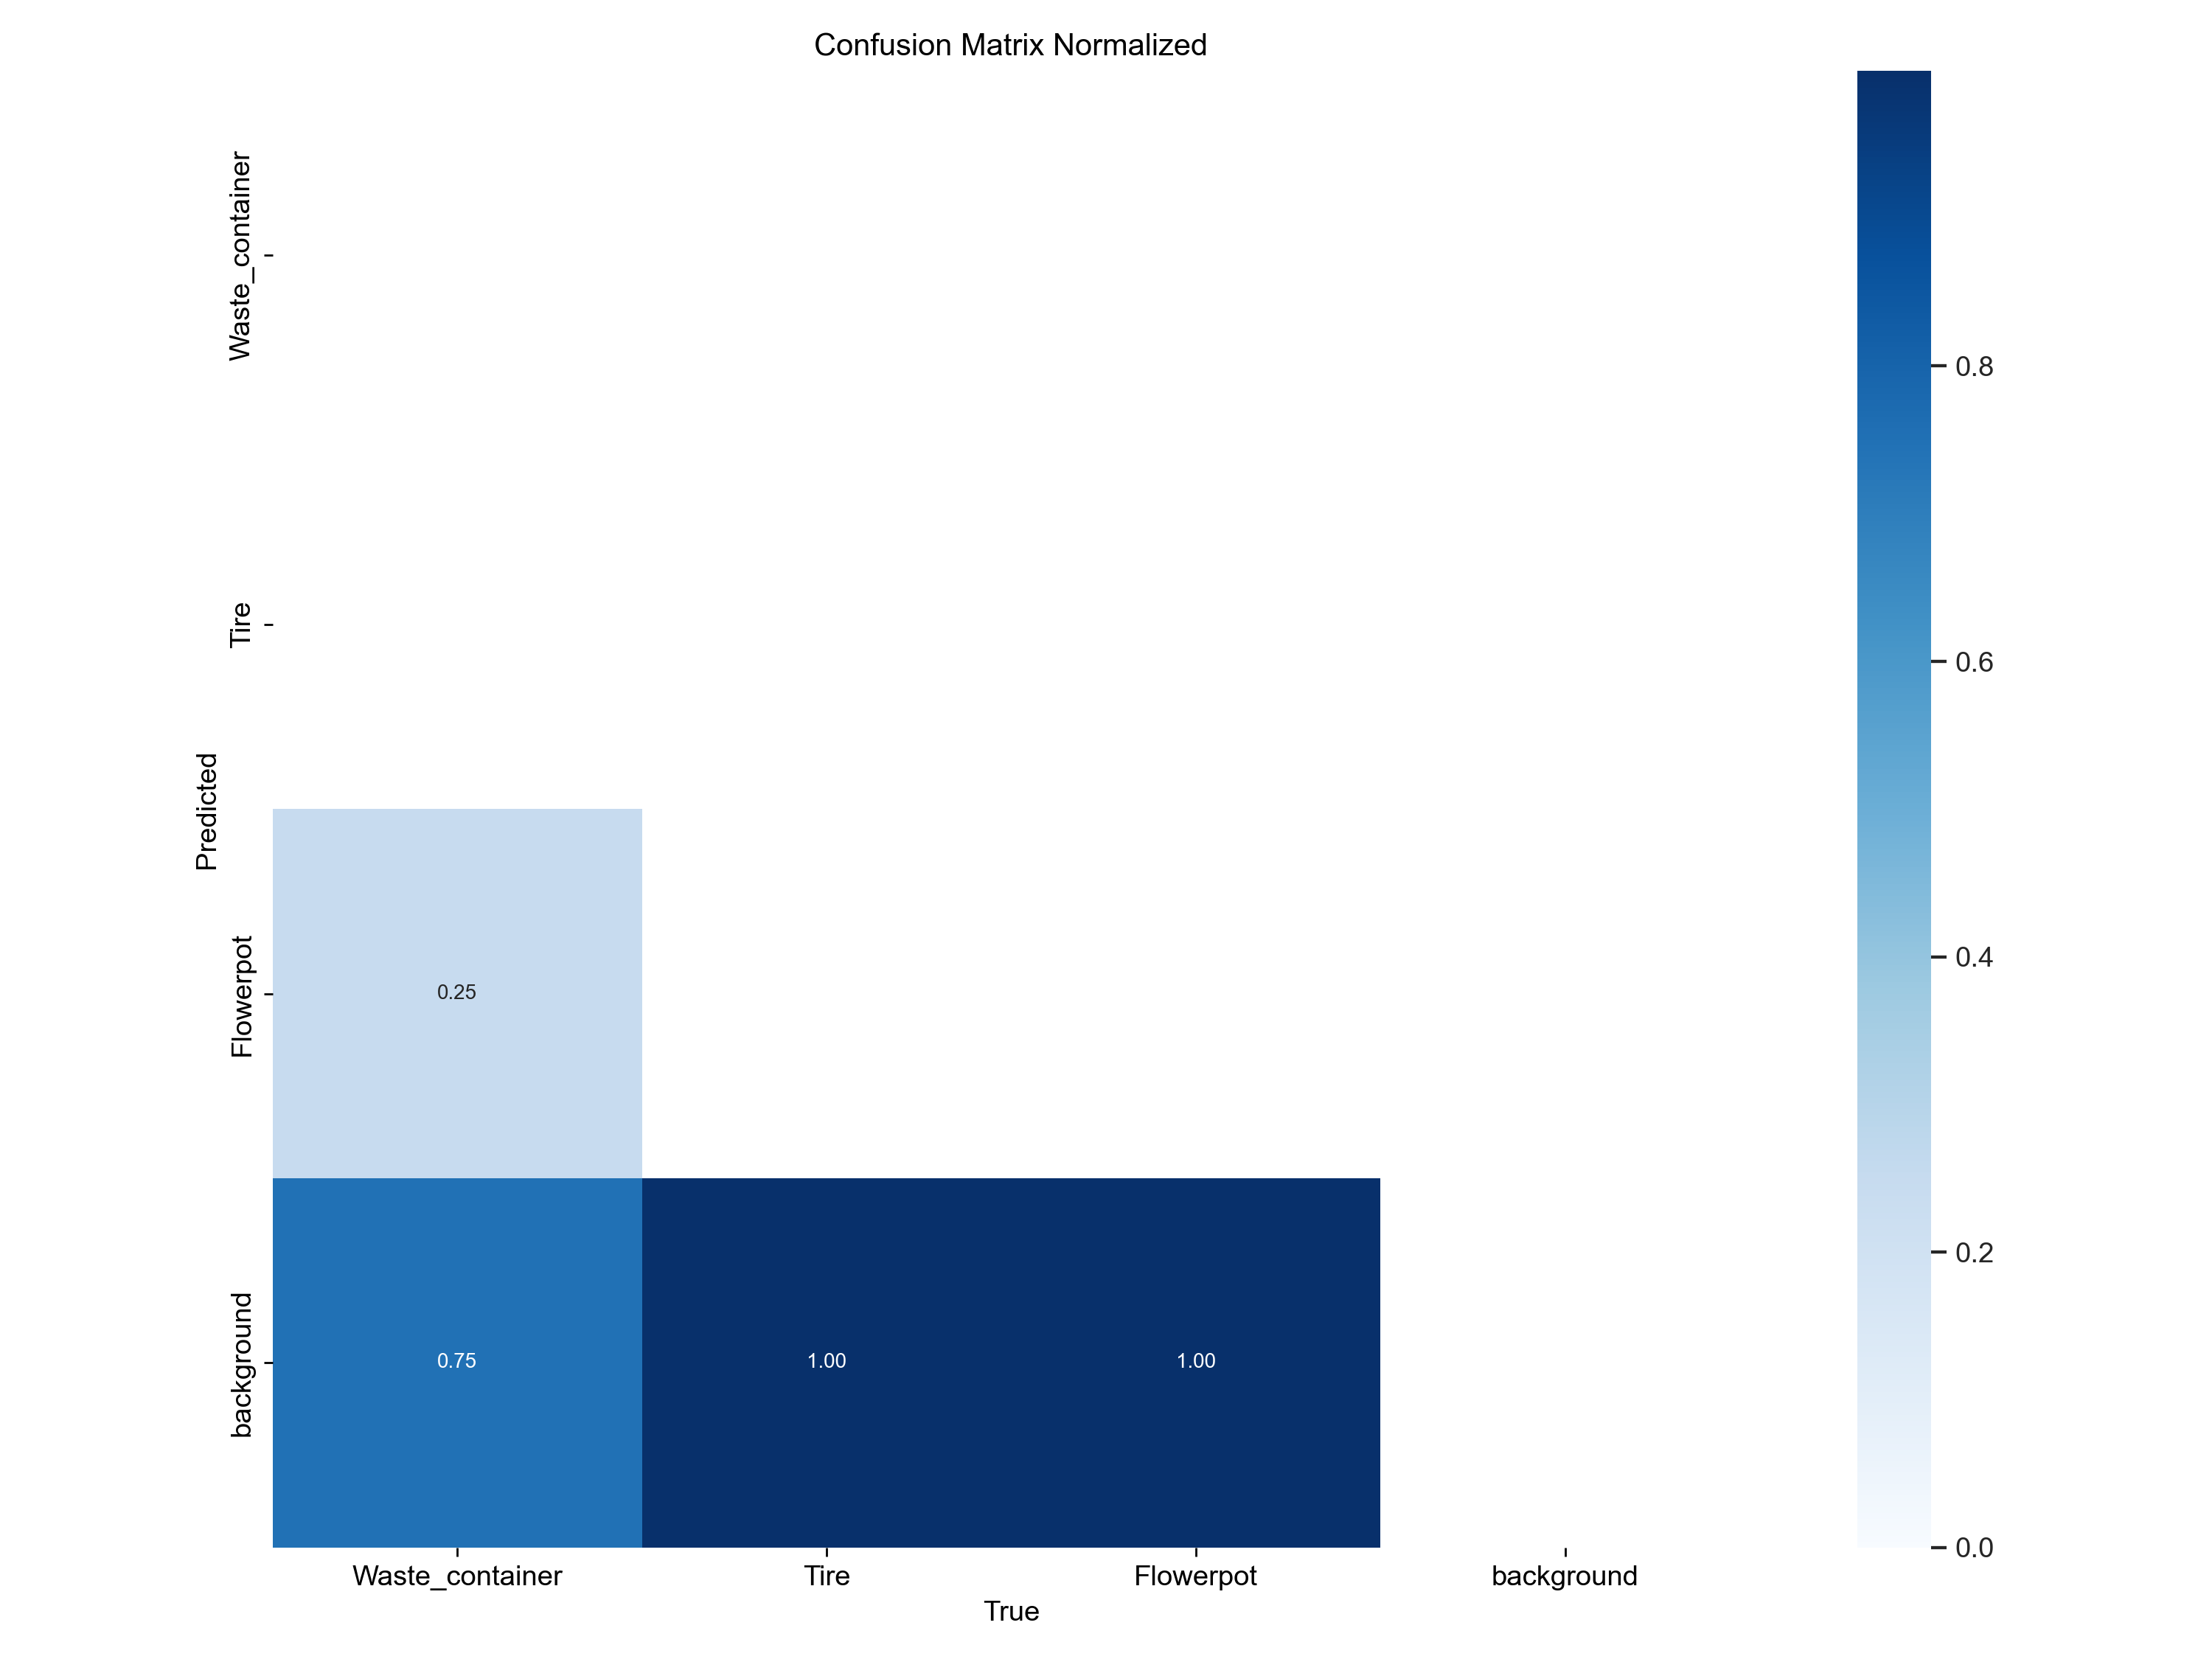 Confusion Matrix Normalized
Waste_container
Tire
Flowerpot
background
Predicted
0.25
0.75 1.00 1.00
Waste_container Tire Flowerpot background
True
0.8
0.6
0.4
0.2
0.0